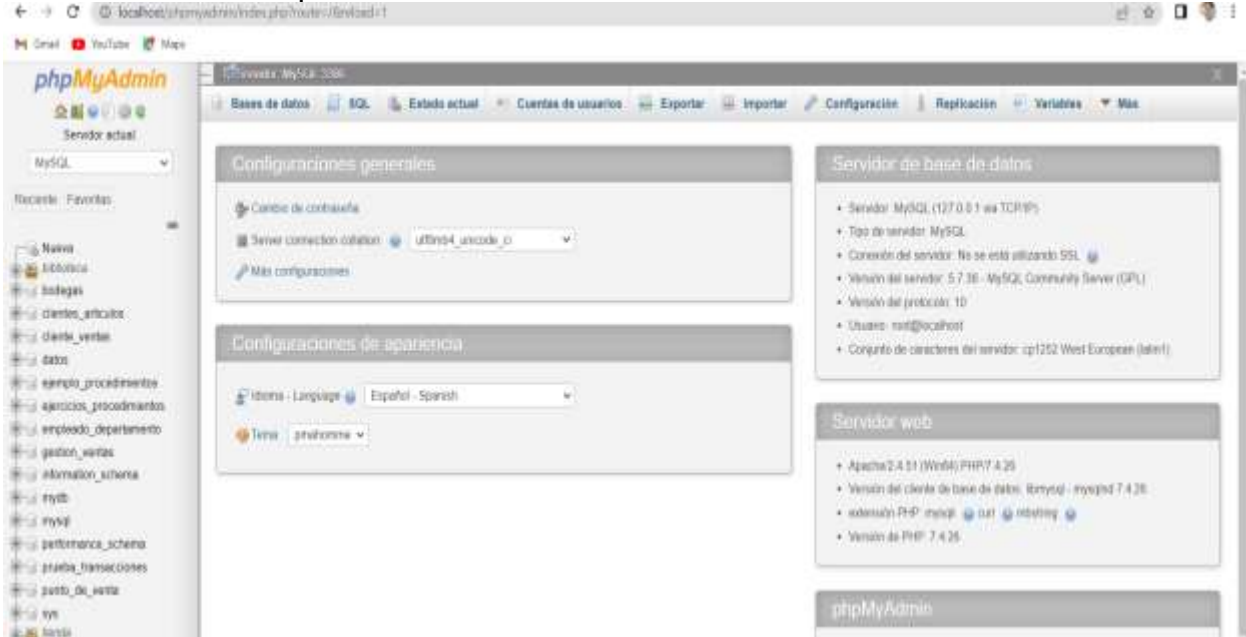 localhost/phpmyadmin/index.php?route=/&reload=1
Gmail YouTube Maps
phpMyAdmin
Servidor actual
MySQL
Reciente Favoritas
Nueva
biblioteca
bodegas
clientes_articulos
cliente_ventas
datos
ejemplo_procedimientos
ejercicios_procedimientos
empleado_departamento
gestion_ventas
information_schema
mydb
mysql
performance_schema
prueba_transacciones
punto_de_venta
sys
tienda
Servidor: MySQL:3306
Bases de datos SQL Estado actual Cuentas de usuarios Exportar Importar Configuración Replicación Variables Más
Configuraciones generales
Cambio de contraseña
Server connection collation utf8mb4_unicode_ci
Más configuraciones
Configuraciones de apariencia
Idioma - Language Español - Spanish
Tema pmahomme
Servidor de base de datos
• Servidor: MySQL (127.0.0.1 via TCP/IP)
• Tipo de servidor: MySQL
• Conexión del servidor: No se está utilizando SSL
• Versión del servidor: 5.7.36 - MySQL Community Server (GPL)
• Versión del protocolo: 10
• Usuario: root@localhost
• Conjunto de caracteres del servidor: cp1252 West European (latin1)
Servidor web
• Apache/2.4.51 (Win64) PHP/7.4.26
• Versión del cliente de base de datos: libmysql - mysqlnd 7.4.26
• extensión PHP: mysqli curl mbstring
• Versión de PHP: 7.4.26
phpMyAdmin